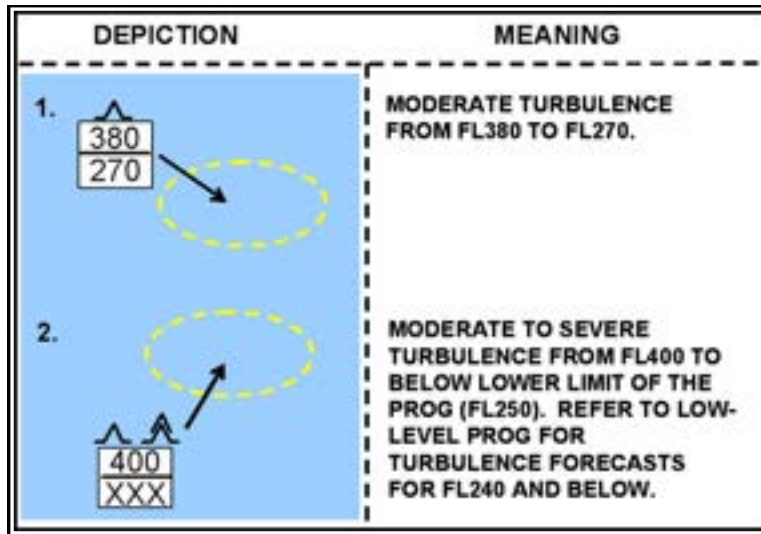 DEPICTION
MEANING
1.
380
270
MODERATE TURBULENCE
FROM FL380 TO FL270.
2.
400
XXX
MODERATE TO SEVERE
TURBULENCE FROM FL400 TO
BELOW LOWER LIMIT OF THE
PROG (FL250). REFER TO LOW-
LEVEL PROG FOR
TURBULENCE FORECASTS
FOR FL240 AND BELOW.